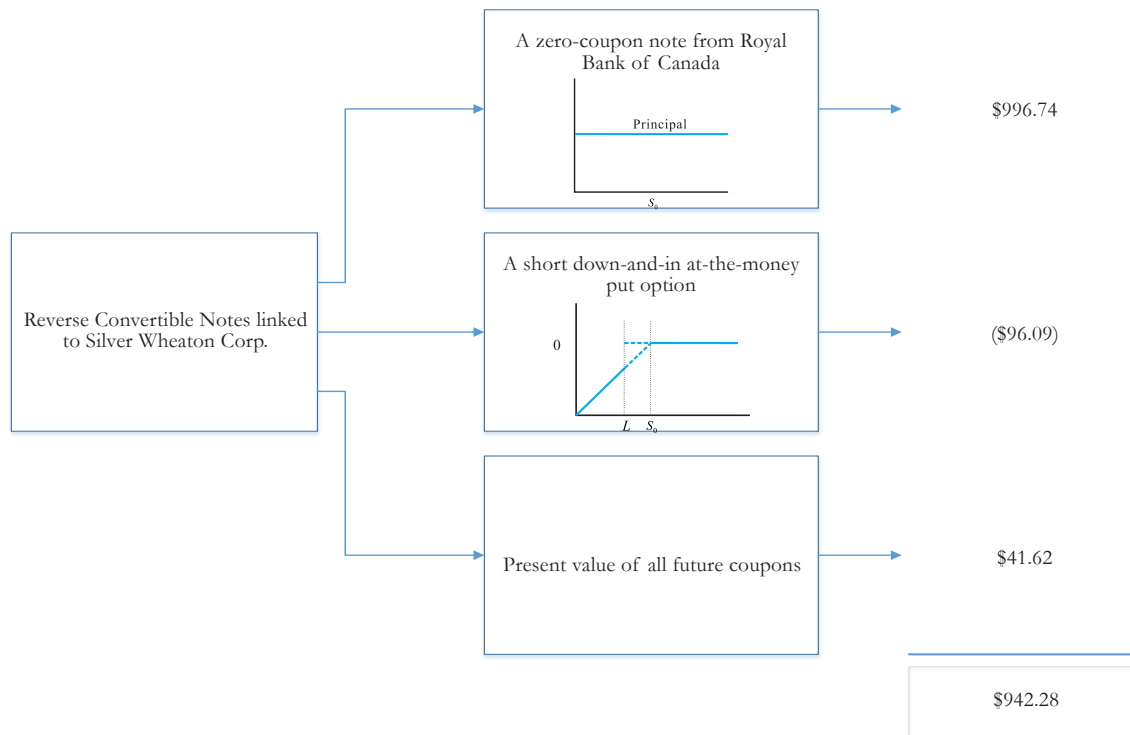 A zero-coupon note from Royal
Bank of Canada
Principal
S₀
$996.74
Reverse Convertible Notes linked
to Silver Wheaton Corp.
A short down-and-in at-the-money
put option
0
L S₀
($96.09)
Present value of all future coupons
$41.62
$942.28